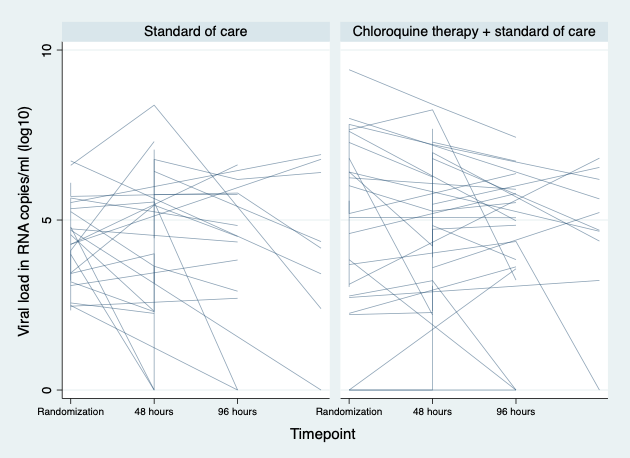 Standard of care
Chloroquine therapy + standard of care
Viral load in RNA copies/ml (log10)
10
5
0
Randomization 48 hours 96 hours
Randomization 48 hours 96 hours
Timepoint